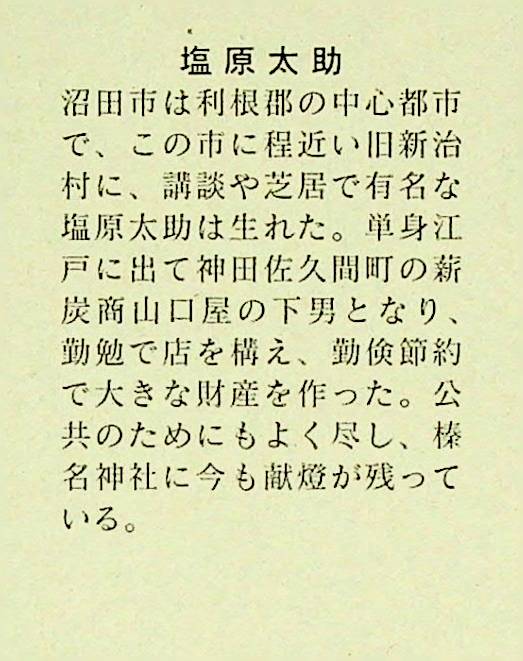 塩原太助
沼田市は利根郡の中心都市
で、この市に程近い旧新治
村に、講談や芝居で有名な
塩原太助は生れた。単身江
戸に出て神田佐久間町の薪
炭商山口屋の下男となり、
勤勉で店を構え、勤倹節約
で大きな財産を作った。公
共のためにもよく尽し、榛
名神社に今も献燈が残って
いる。